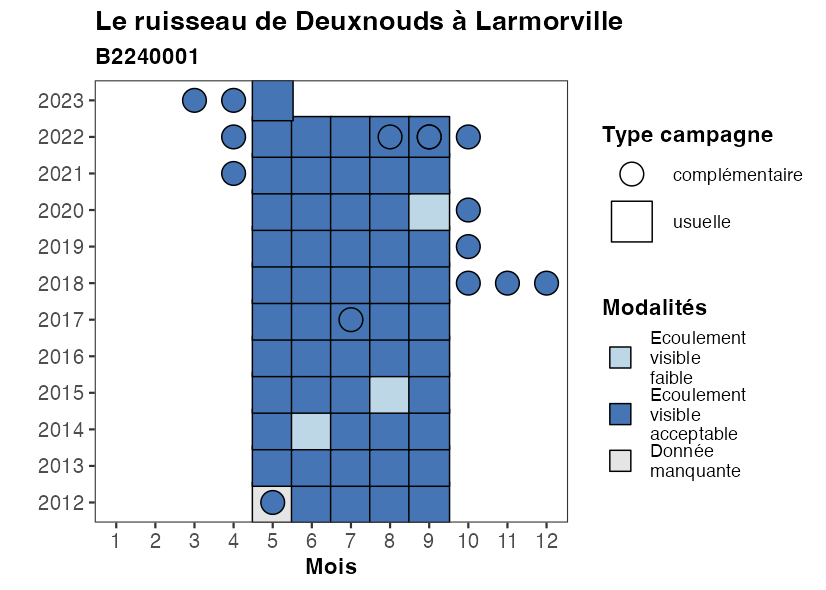 Le ruisseau de Deuxnouds à Larmorville
B2240001
2023
2022
2021
2020
2019
2018
2017
2016
2015
2014
2013
2012
1 2 3 4 5 6 7 8 9 10 11 12
Mois
Type campagne
complémentaire
usuelle
Modalités
Ecoulement
visible
faible
Ecoulement
visible
acceptable
Donnée
manquante